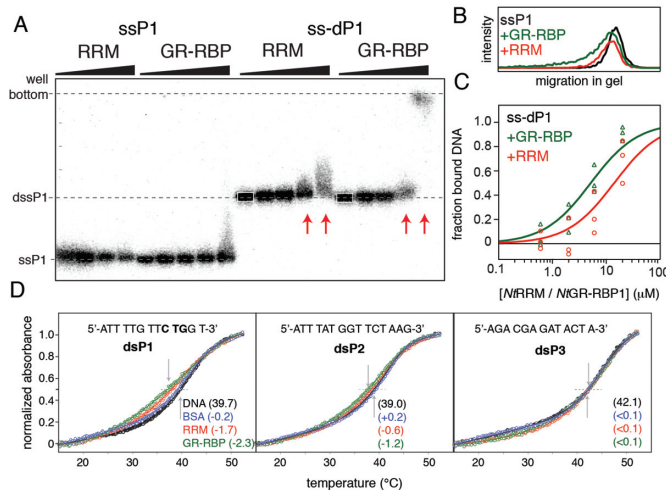 A
ssP1
ss-dP1
RRM
GR-RBP
RRM
GR-RBP
well
bottom
dssP1
ssP1
B
ssP1
+GR-RBP
+RRM
intensity
migration in gel
C
ss-dP1
+GR-RBP
+RRM
fraction bound DNA
1.0
0.8
0.6
0.4
0.2
0
0.1
1.0
10.0
100
[NtRRM / NtGR-RBP1] (µM)
D
normalized absorbance
1.0
0.8
0.6
0.4
0.2
0.0
5'-ATT TTG TTC TGG T-3'
dsP1
DNA (39.7)
BSA (-0.2)
RRM (-1.7)
GR-RBP (-2.3)
20
30
40
50
5'-ATT TAT GGT TCT AAG-3'
dsP2
(39.0)
(+0.2)
(-0.6)
(-1.2)
20
30
40
50
5'-AGA CGA GAT ACT A-3'
dsP3
(42.1)
(<0.1)
(<0.1)
(<0.1)
20
30
40
50
temperature (°C)